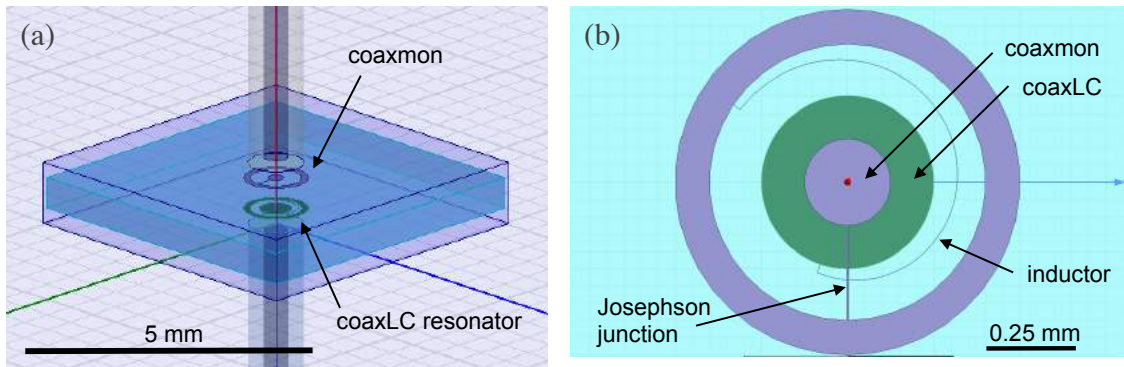 (a)
coaxmon
coaxLC resonator
5 mm
(b)
coaxmon
coaxLC
inductor
Josephson
junction
0.25 mm